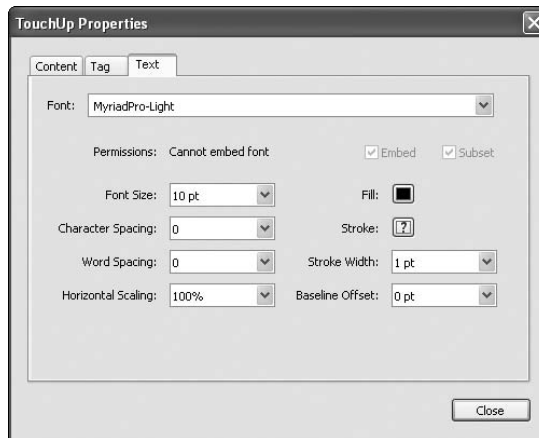 TouchUp Properties
Content Tag Text
Font: MyriadPro-Light
Permissions: Cannot embed font Embed Subset
Font Size: 10 pt Fill:
Character Spacing: 0 Stroke: ?
Word Spacing: 0 Stroke Width: 1 pt
Horizontal Scaling: 100% Baseline Offset: 0 pt
Close